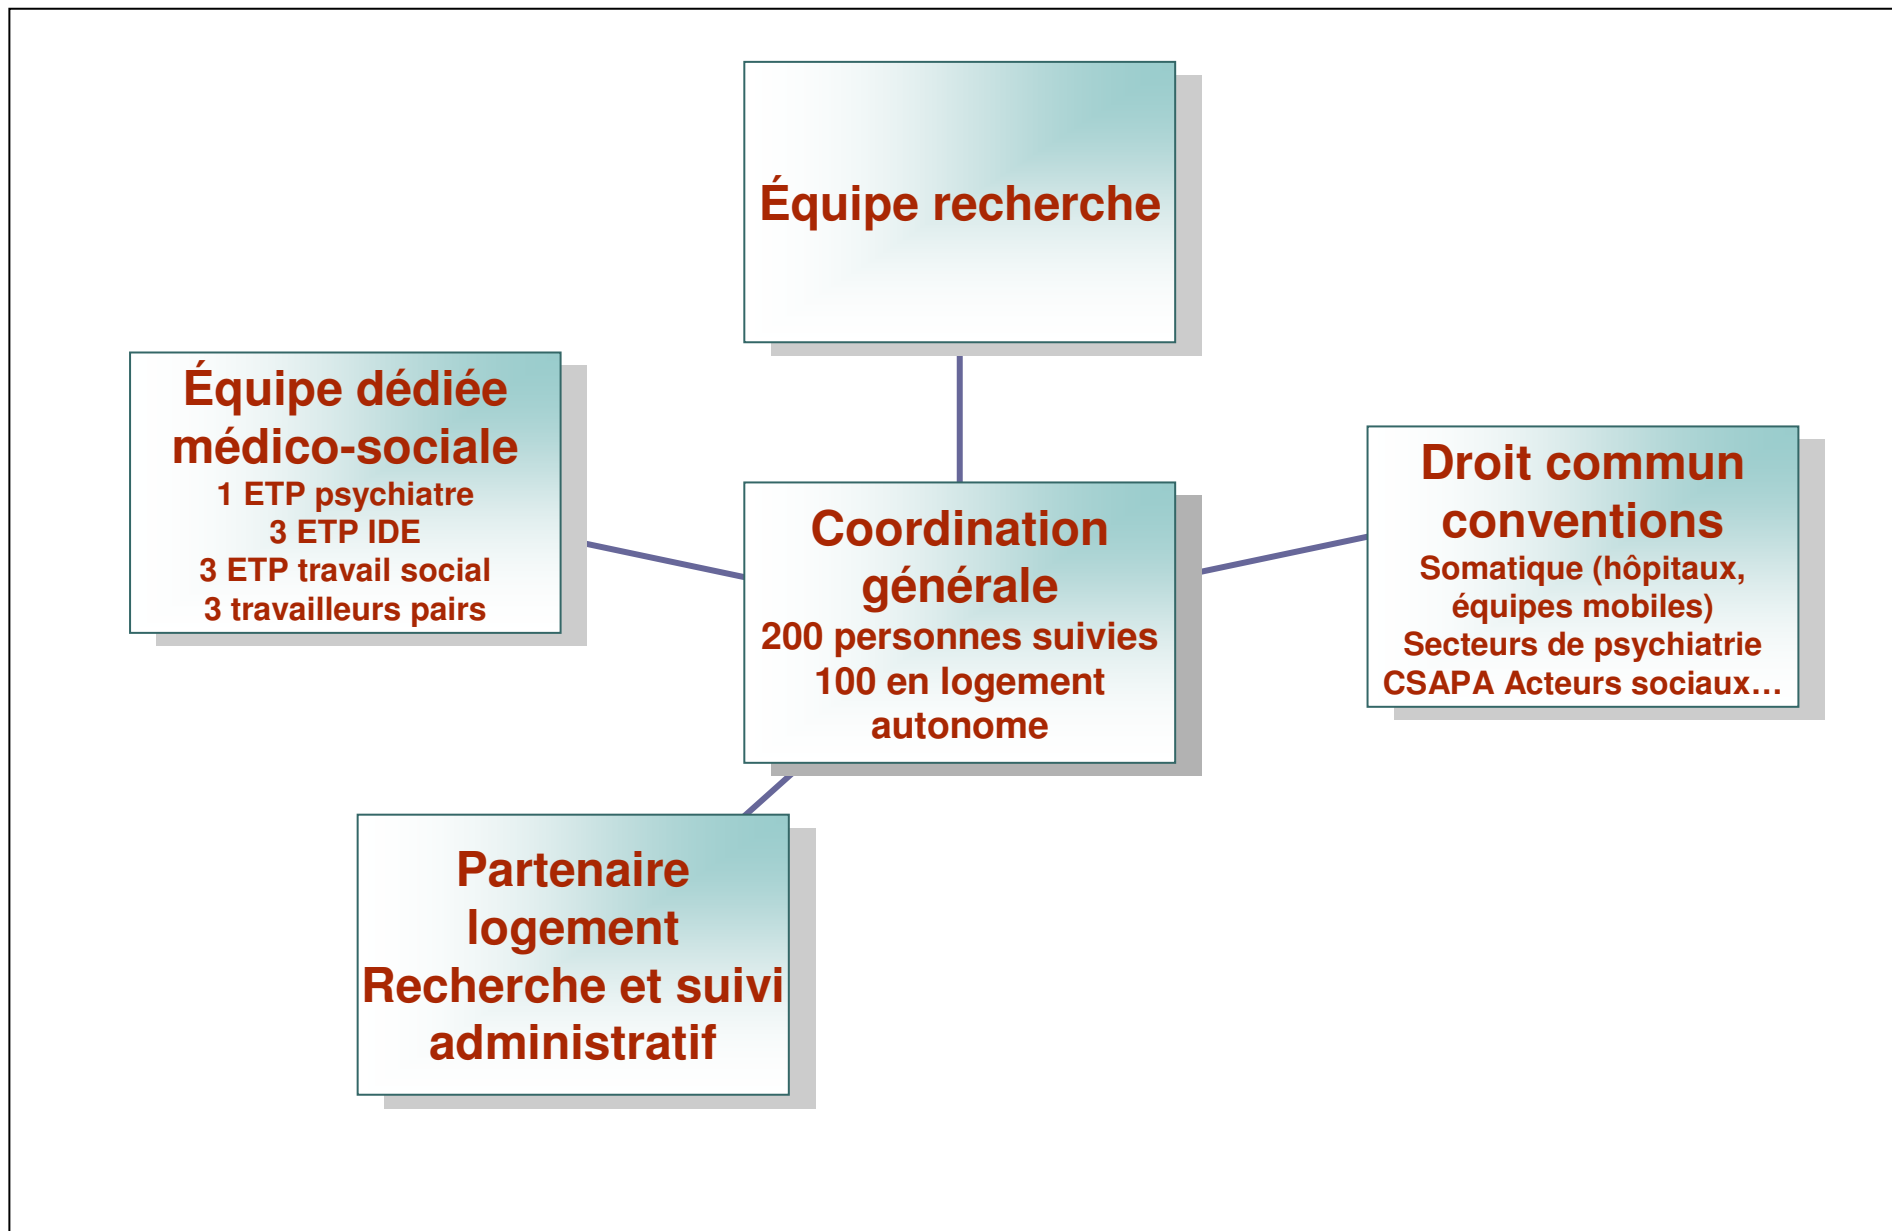 Équipe recherche
Équipe dédiée
médico-sociale
1 ETP psychiatre
3 ETP IDE
3 ETP travail social
3 travailleurs pairs
Coordination
générale
200 personnes suivies
100 en logement
autonome
Droit commun
conventions
Somatique (hôpitaux,
équipes mobiles)
Secteurs de psychiatrie
CSAPA Acteurs sociaux…
Partenaire
logement
Recherche et suivi
administratif